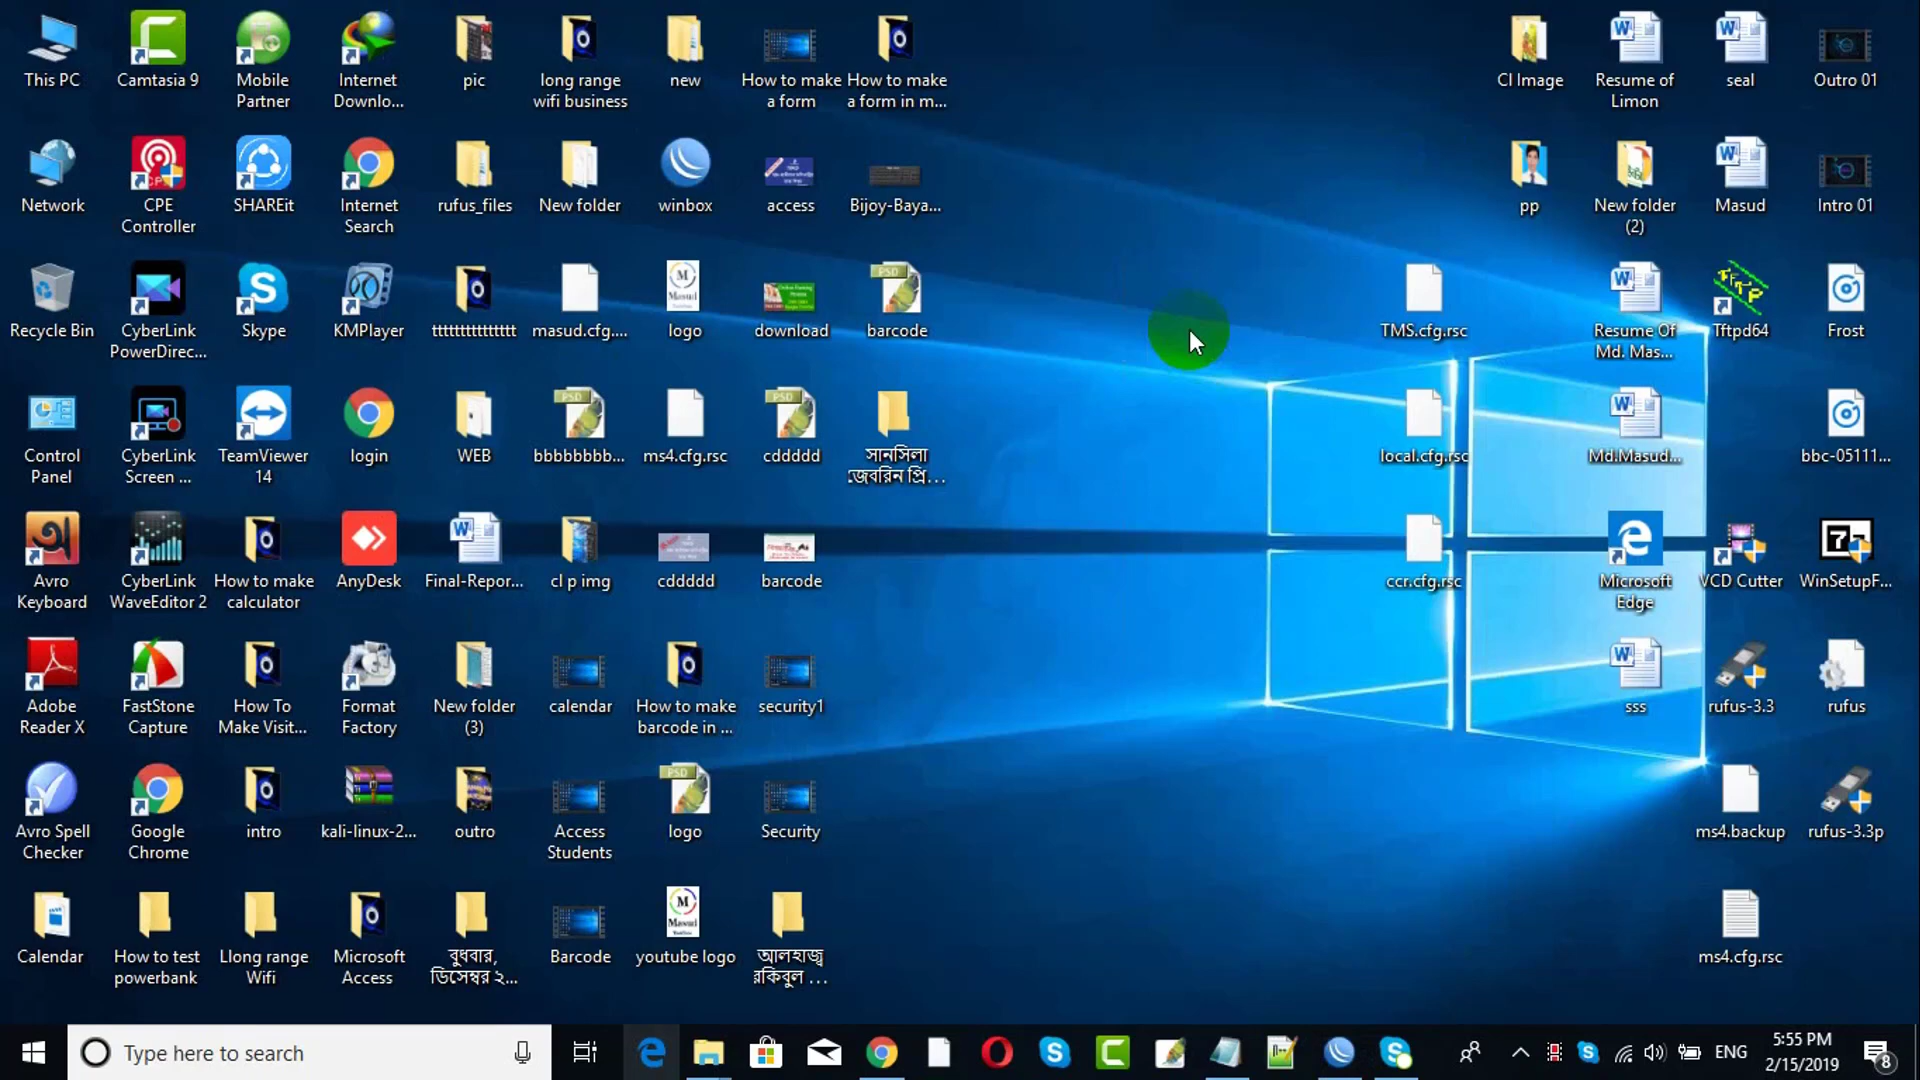 This PC
Camtasia 9
Mobile
Partner
Internet
Downlo...
pic
long range
wifi business
new
How to make
a form
How to make
a form in m...
CI Image
Resume of
Limon
seal
Outro 01
Network
CPE
Controller
SHAREit
Internet
Search
rufus_files
New folder
winbox
access
Bijoy-Baya...
pp
New folder
(2)
Masud
Intro 01
Recycle Bin
CyberLink
PowerDirec...
Skype
KMPlayer
ttttttttttttttt
masud.cfg....
logo
download
barcode
TMS.cfg.rsc
Resume Of
Md. Mas...
Tftpd64
Frost
Control
Panel
CyberLink
Screen ...
TeamViewer
14
login
WEB
bbbbbbbbb...
ms4.cfg.rsc
cddddd
সানসিলা
জেবরিন প্রি...
local.cfg.rsc
Md.Masud...
bbc-05111...
Avro
Keyboard
CyberLink
WaveEditor 2
How to make
calculator
AnyDesk
Final-Repor...
cl p img
cddddd
barcode
ccr.cfg.rsc
Microsoft
Edge
VCD Cutter
WinSetupF...
Adobe
Reader X
FastStone
Capture
How To
Make Visit...
Format
Factory
New folder
(3)
calendar
How to make
barcode in ...
security1
sss
rufus-3.3
rufus
Avro Spell
Checker
Google
Chrome
intro
kali-linux-2...
outro
Access
Students
logo
Security
ms4.backup
rufus-3.3p
Calendar
How to test
powerbank
Llong range
Wifi
Microsoft
Access
বুধবার,
ডিসেম্বর ২...
Barcode
youtube logo
আলহাজ্ব
রকিবুল ...
ms4.cfg.rsc
Type here to search
ENG
5:55 PM
2/15/2019
8